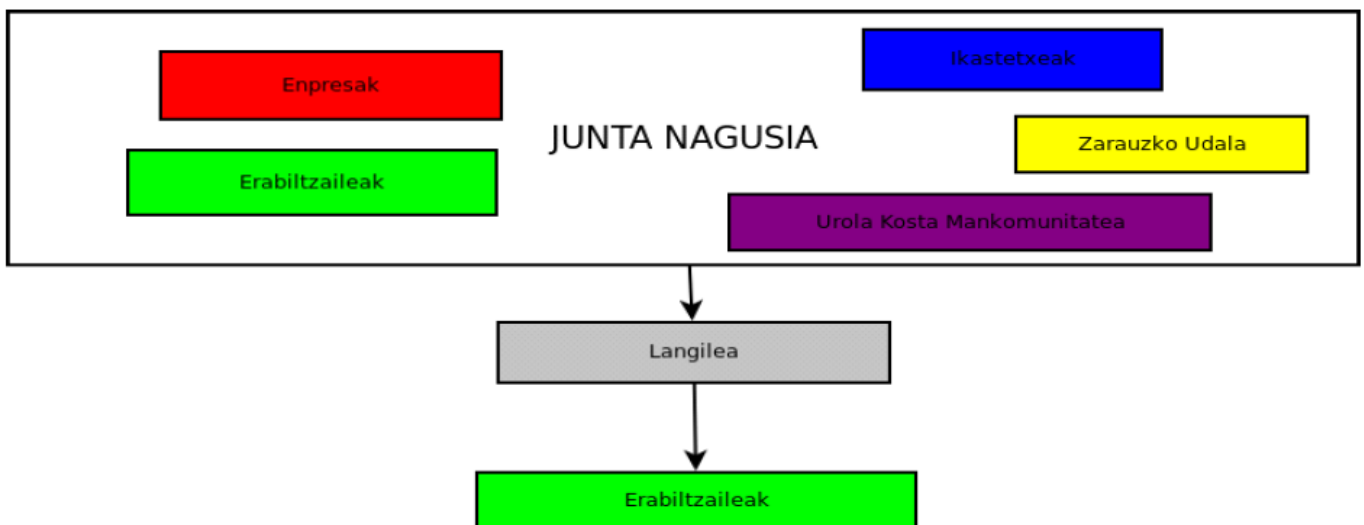 Enpresak
Ikastetxeak
JUNTA NAGUSIA
Zarauzko Udala
Erabiltzaileak
Urola Kosta Mankomunitatea
Langilea
Erabiltzaileak